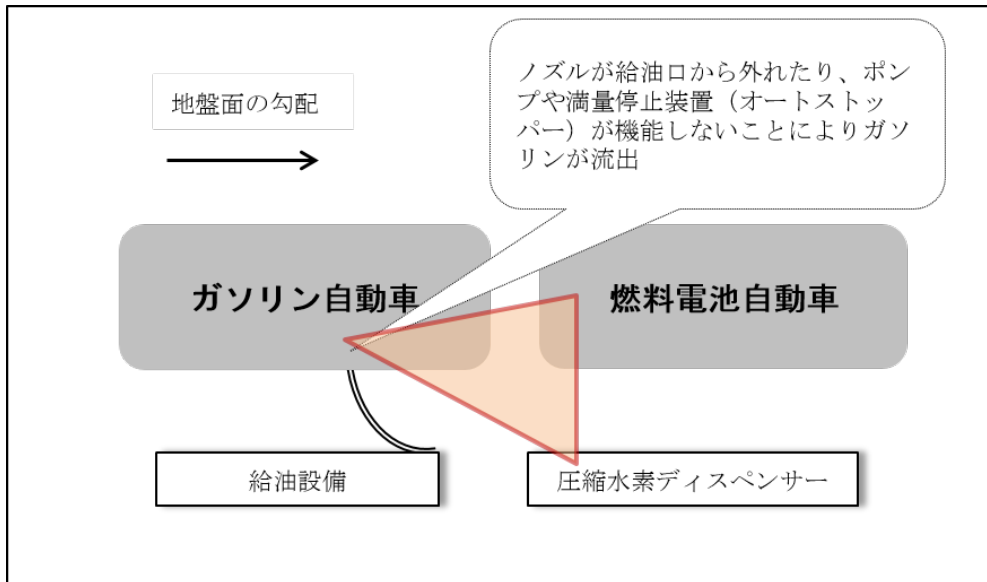 地盤面の勾配
ノズルが給油口から外れたり、ポン
プや満量停止装置（オートストッ
パー）が機能しないことによりガソ
リンが流出
ガソリン自動車
燃料電池自動車
給油設備
圧縮水素ディスペンサー